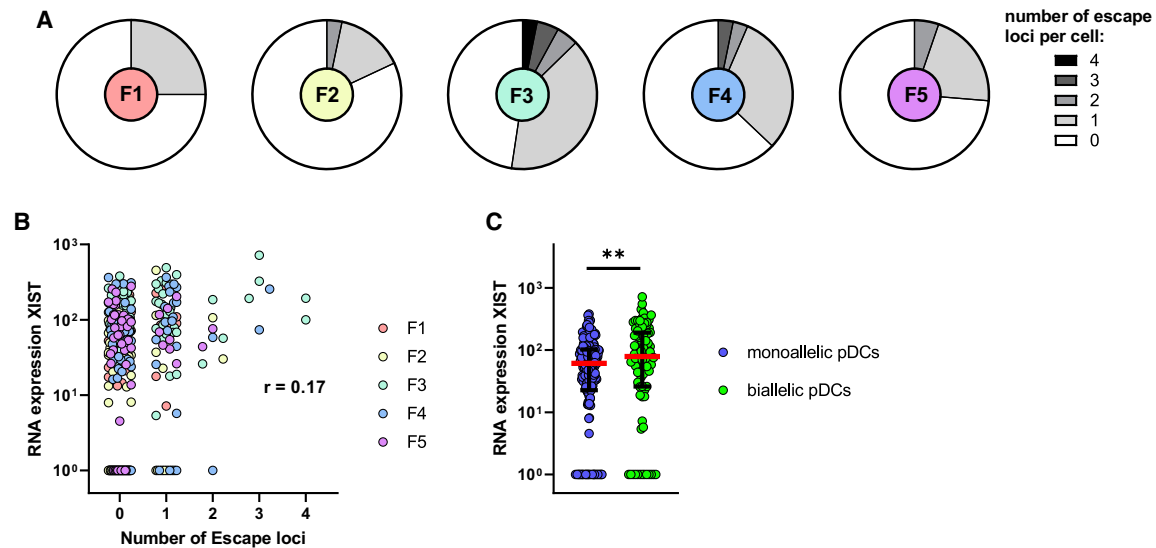 A
F1
F2
F3
F4
F5
number of escape
loci per cell:
4
3
2
1
0
B
RNA expression XIST
10³
10²
10¹
10⁰
0 1 2 3 4
Number of Escape loci
r = 0.17
F1
F2
F3
F4
F5
C
RNA expression XIST
10³
10²
10¹
10⁰
**
monoallelic pDCs
biallelic pDCs